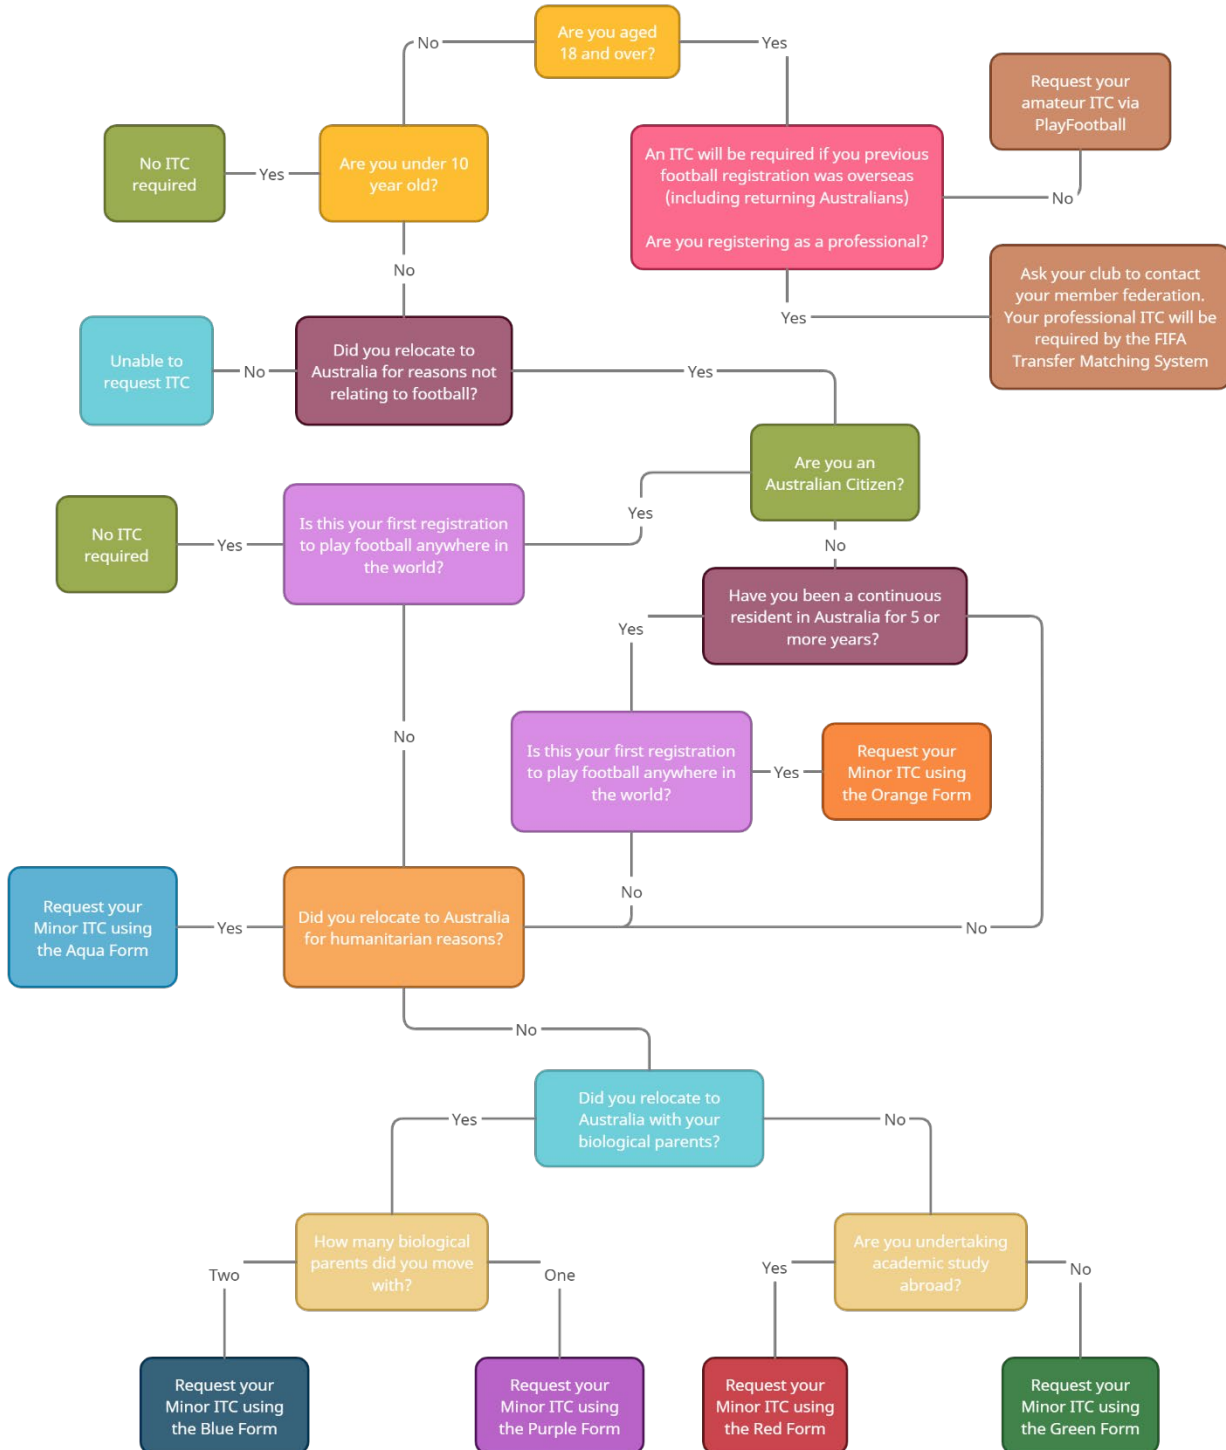 Are you aged
18 and over?
No
Yes
Request your
amateur ITC via
PlayFootball
No ITC
required
Yes
Are you under 10
year old?
An ITC will be required if you previous
football registration was overseas
(including returning Australians)
Are you registering as a professional?
No
No
Yes
Ask your club to contact
your member federation.
Your professional ITC will be
required by the FIFA
Transfer Matching System
Unable to
request ITC
No
Did you relocate to
Australia for reasons not
relating to football?
Yes
Are you an
Australian Citizen?
No ITC
required
Yes
Is this your first registration
to play football anywhere in
the world?
Yes
No
Have you been a continuous
resident in Australia for 5 or
more years?
Yes
No
Is this your first registration
to play football anywhere in
the world?
Yes
Request your
Minor ITC using
the Orange Form
No
Request your
Minor ITC using
the Aqua Form
Yes
Did you relocate to Australia
for humanitarian reasons?
No
No
Did you relocate to
Australia with your
biological parents?
Yes
No
How many biological
parents did you move
with?
Two
One
Are you undertaking
academic study
abroad?
Yes
No
Request your
Minor ITC using
the Blue Form
Request your
Minor ITC using
the Purple Form
Request your
Minor ITC using
the Red Form
Request your
Minor ITC using
the Green Form